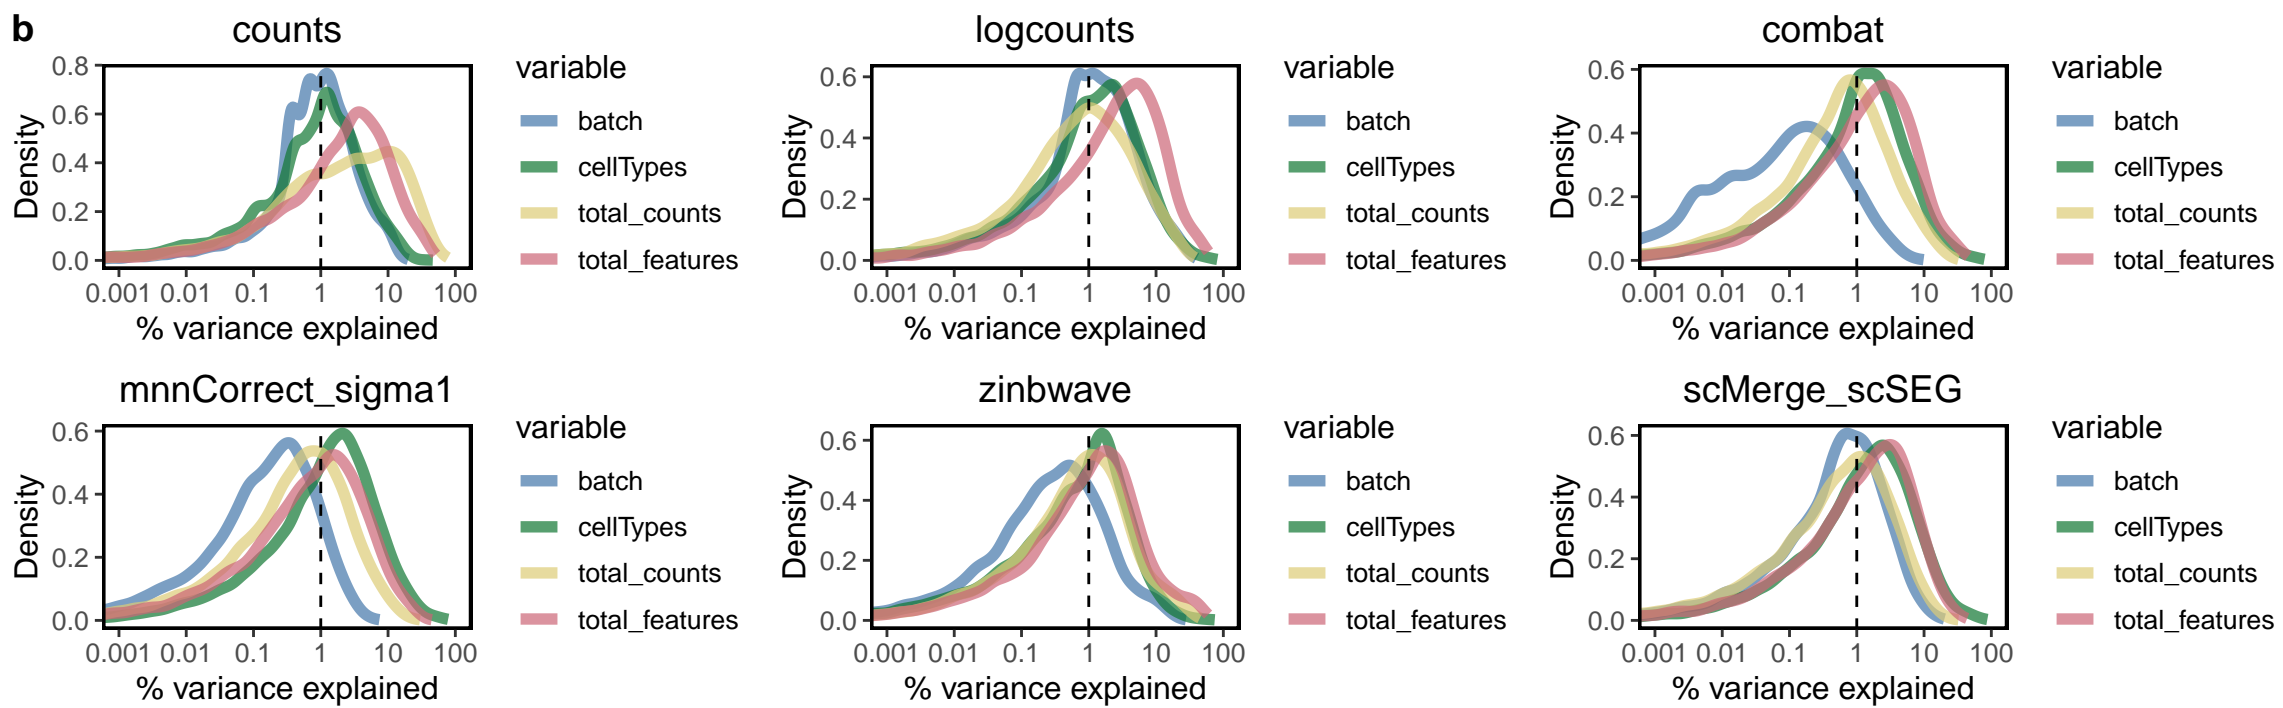 b
counts
Density
0.8
0.6
0.4
0.2
0.0
0.001 0.01 0.1 1 10 100
% variance explained
variable
batch
cellTypes
total_counts
total_features
logcounts
Density
0.6
0.4
0.2
0.0
0.001 0.01 0.1 1 10 100
% variance explained
variable
batch
cellTypes
total_counts
total_features
combat
Density
0.6
0.4
0.2
0.0
0.001 0.01 0.1 1 10 100
% variance explained
variable
batch
cellTypes
total_counts
total_features
mnnCorrect_sigma1
Density
0.6
0.4
0.2
0.0
0.001 0.01 0.1 1 10 100
% variance explained
variable
batch
cellTypes
total_counts
total_features
zinbwave
Density
0.6
0.4
0.2
0.0
0.001 0.01 0.1 1 10 100
% variance explained
variable
batch
cellTypes
total_counts
total_features
scMerge_scSEG
Density
0.6
0.4
0.2
0.0
0.001 0.01 0.1 1 10 100
% variance explained
variable
batch
cellTypes
total_counts
total_features